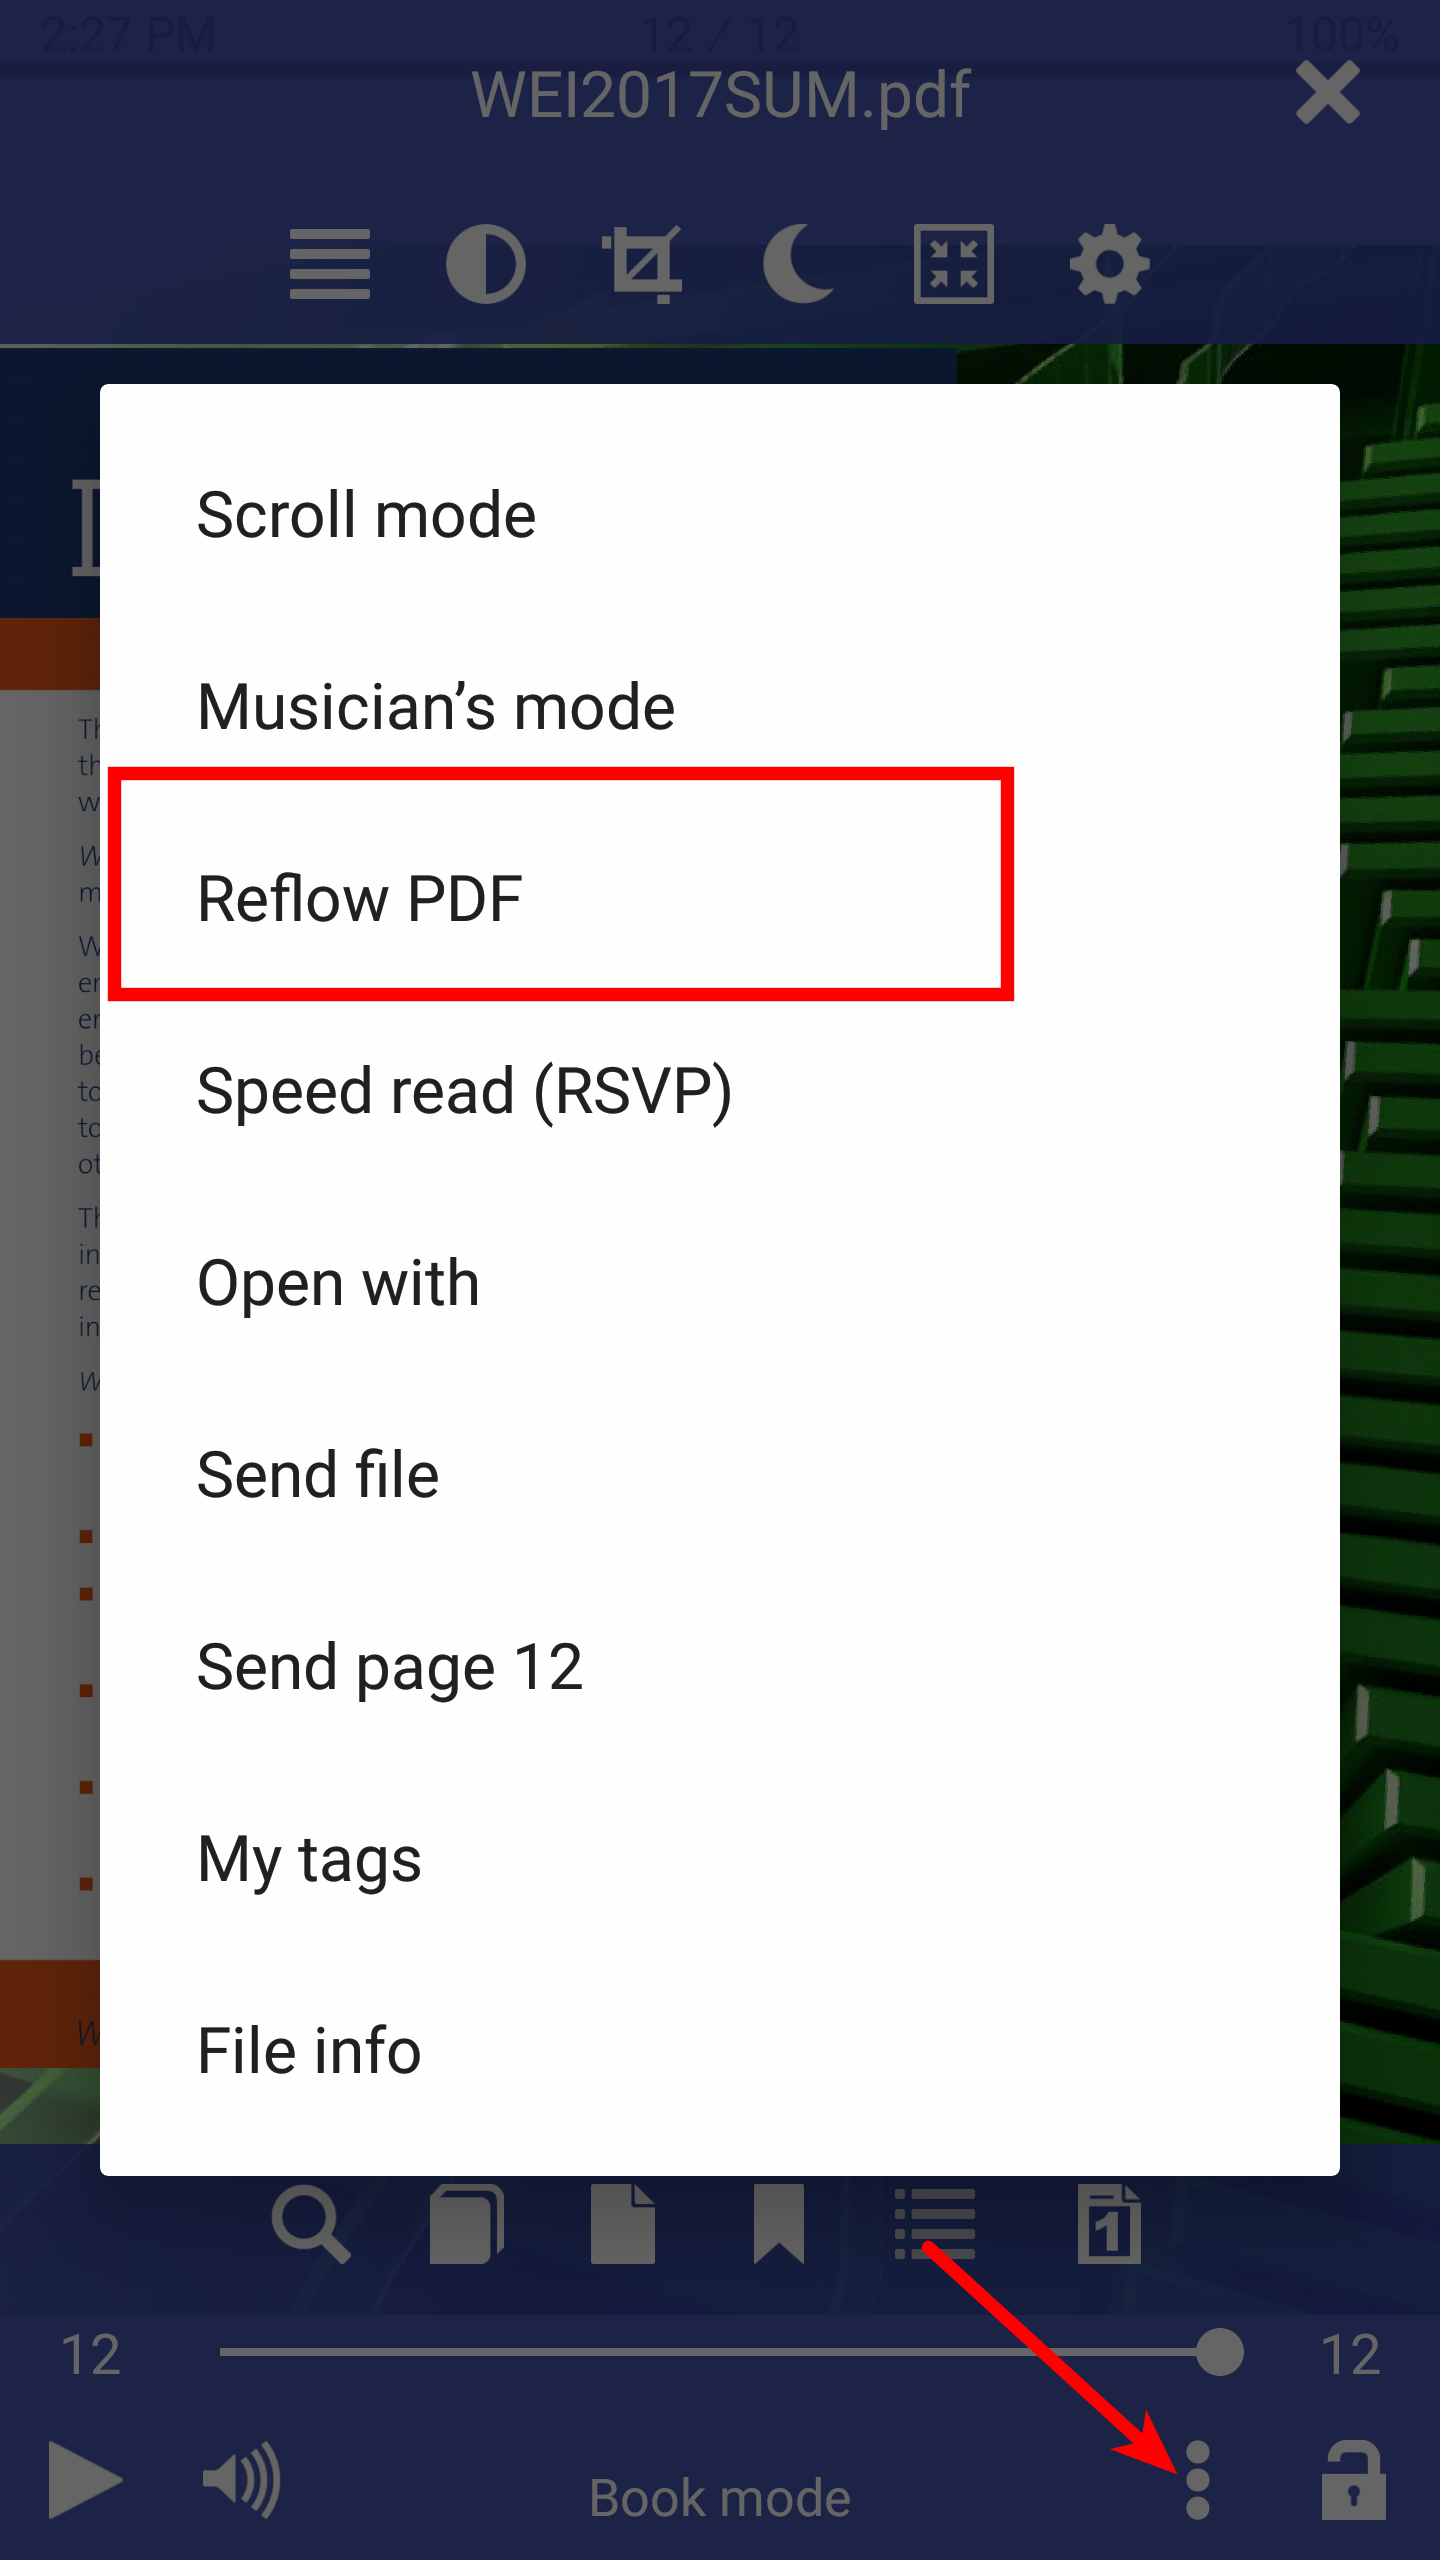 2:27 PM 12 / 12 100%
WEI2017SUM.pdf
Scroll mode
Musician’s mode
Reflow PDF
Speed read (RSVP)
Open with
Send file
Send page 12
My tags
File info
1
12 12
Book mode